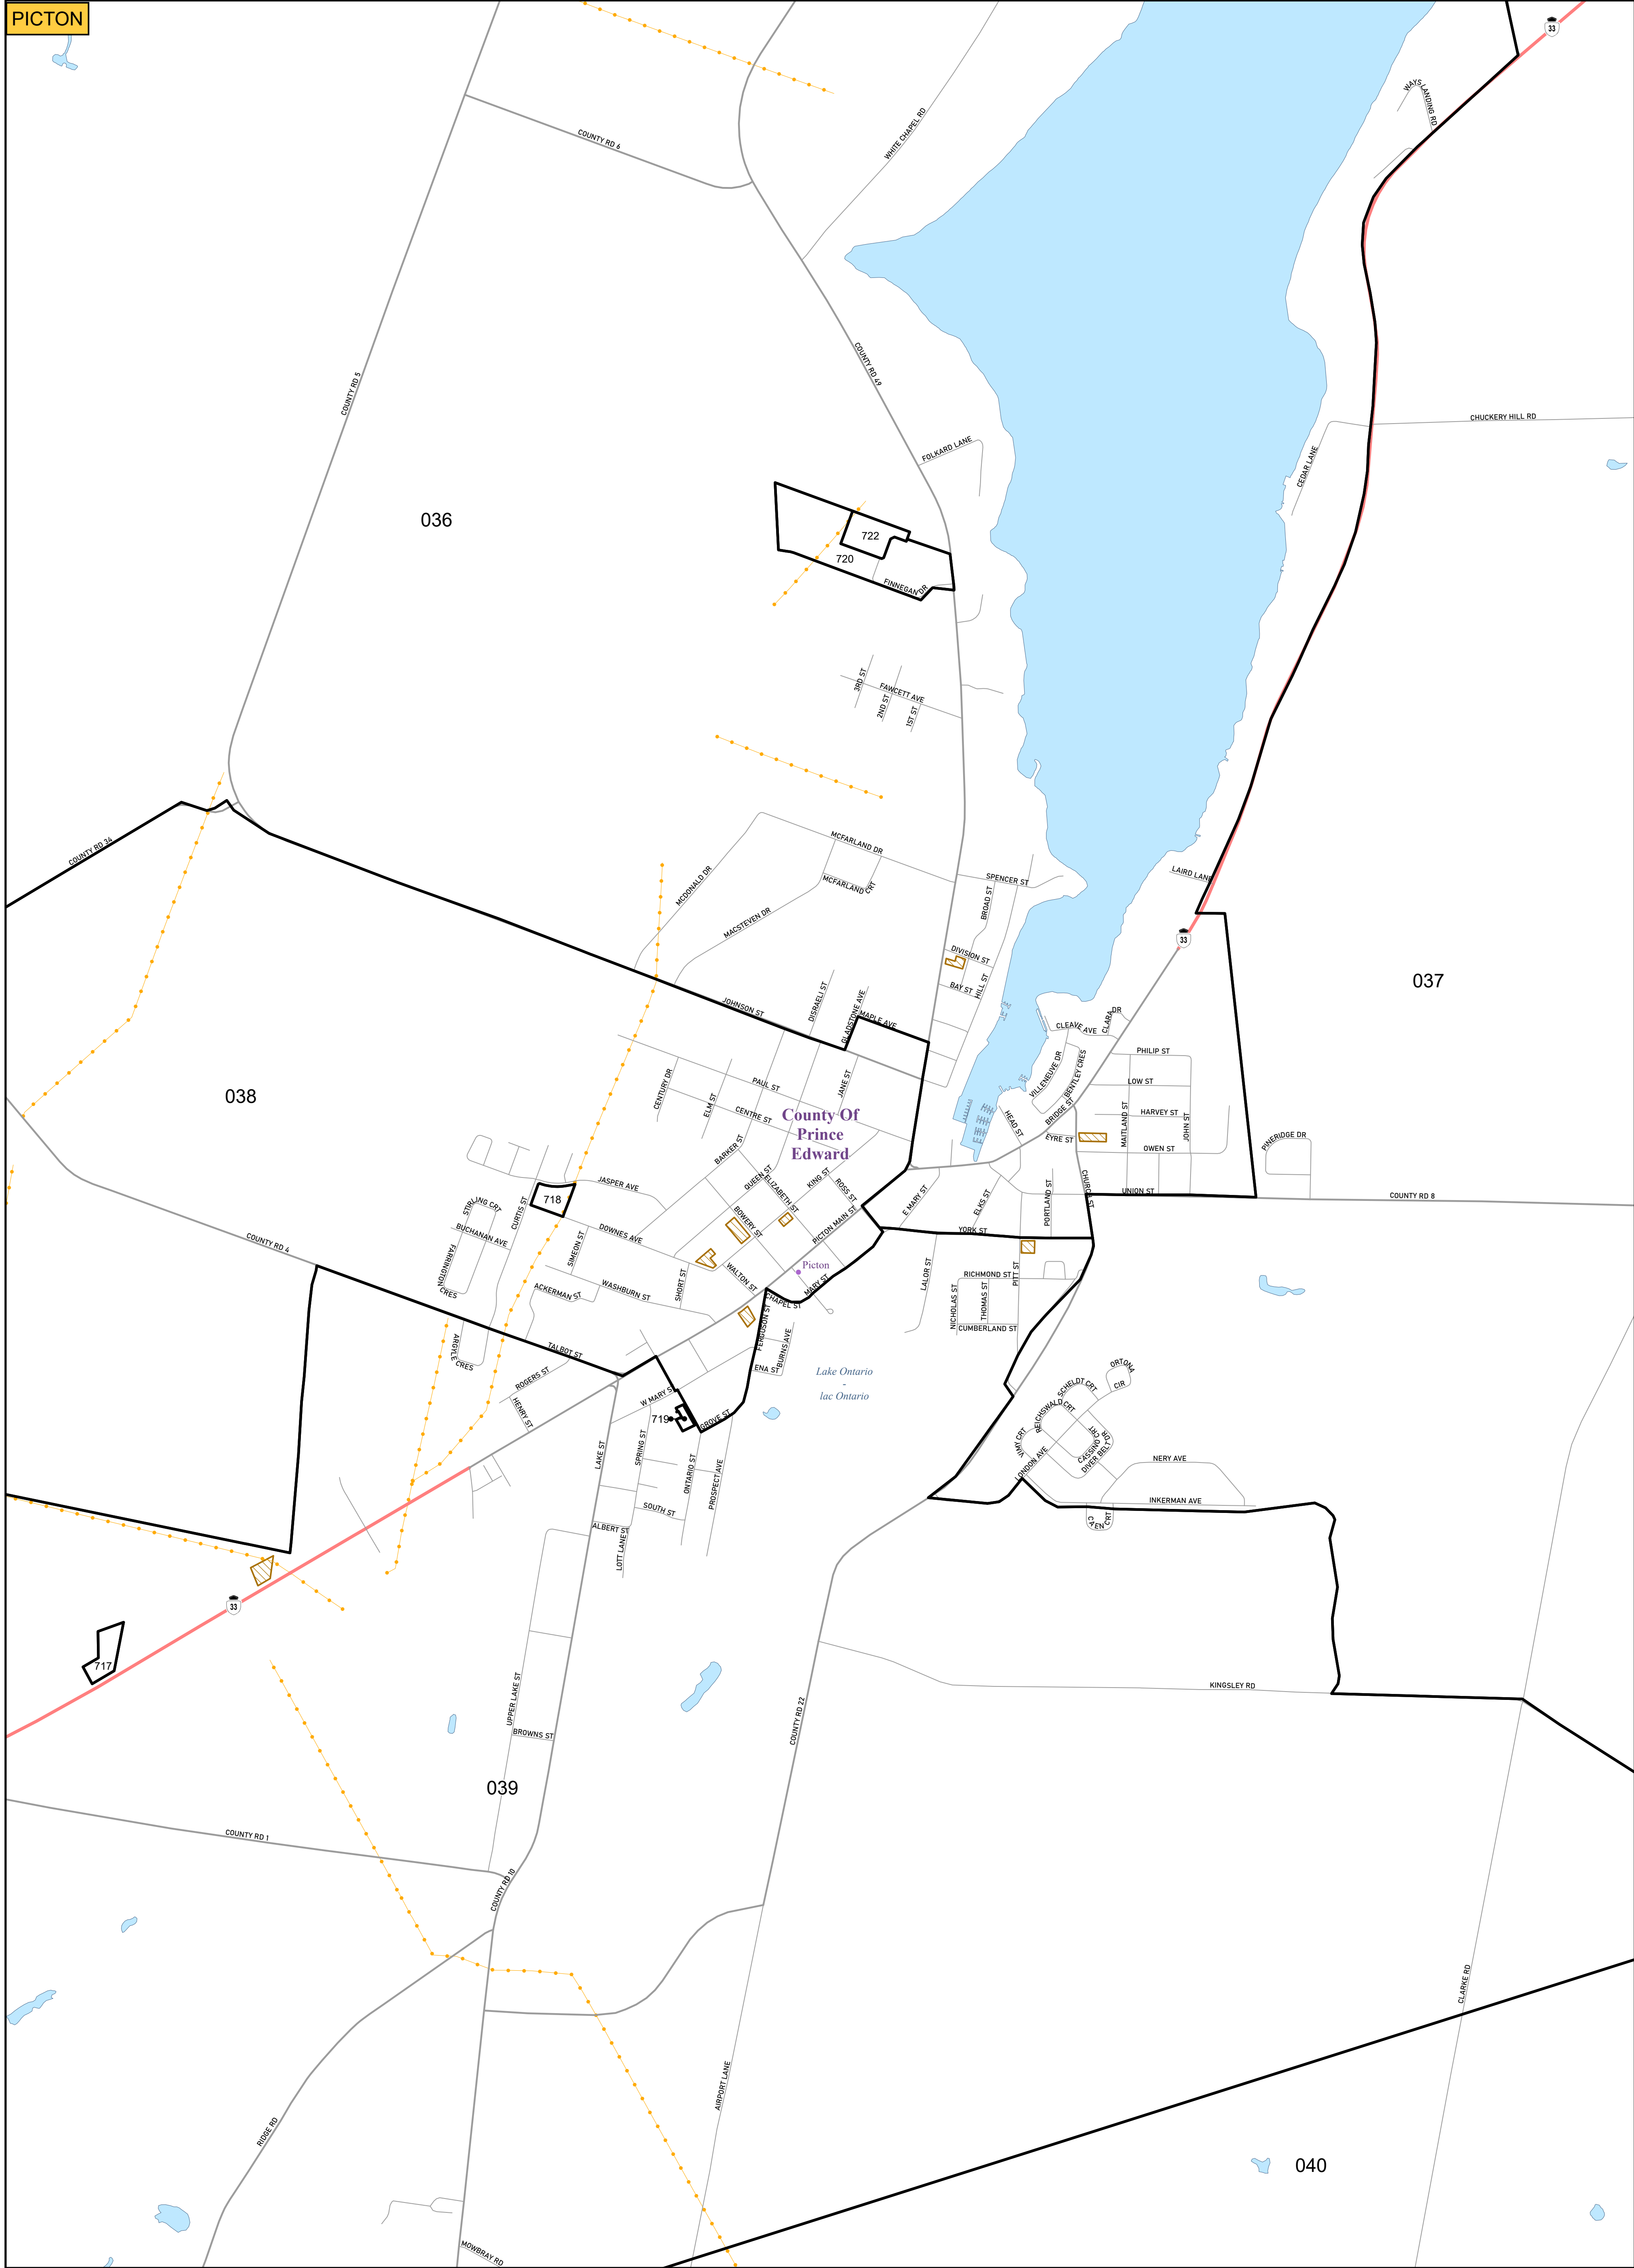 PICTON
33
WAYS LANDING RD
COUNTY RD 6
WHITE CHAPEL RD
COUNTY RD 5
COUNTY RD 49
CHUCKERY HILL RD
FOLKARD LANE
CEDAR LANE
036
722
720
FINNEGAN DR
3RD ST
FAWCETT AVE
2ND ST
1ST ST
COUNTY RD 34
MCFARLAND DR
MCDONALD DR
MCFARLAND CRT
SPENCER ST
LAIRD LANE
BROAD ST
MACSTEVEN DR
33
DIVISION ST
037
BAY ST
HILL ST
JOHNSON ST
DISRAELI ST
GLADSTONE AVE
MAPLE AVE
CLARA DR
CLEAVE AVE
PHILIP ST
VILLENEUVE DR
BENTLEY CRES
038
CENTURY DR
PAUL ST
JANE ST
LOW ST
ELM ST
CENTRE ST
County Of
Prince
Edward
HEAD ST
BRIDGE ST
MAITLAND ST
HARVEY ST
JOHN ST
EYRE ST
OWEN ST
PINERIDGE DR
BARKER ST
QUEEN ST
ELIZABETH ST
KING ST
ROSS ST
JASPER AVE
718
STIRLING CRT
CURTIS ST
E MARY ST
ELKS ST
PORTLAND ST
CHURCH ST
UNION ST
COUNTY RD 8
BOWERY ST
PICTON MAIN ST
DOWNES AVE
BUCHANAN AVE
SIMEON ST
YORK ST
COUNTY RD 4
FARRINGTON CRES
WALTON ST
Picton
MARY ST
LALOR ST
RICHMOND ST
PITT ST
SHORT ST
WASHBURN ST
ACKERMAN ST
CHAPEL ST
NICHOLAS ST
THOMAS ST
CUMBERLAND ST
FERGUSON ST
BURNS AVE
ARGYLE CRES
TALBOT ST
LENA ST
Lake Ontario
-
lac Ontario
ROGERS ST
HENRY ST
W MARY ST
719
GROVE ST
ORTONA CIR
SCHELDT CRT
REICHSWALD CRT
VIMY CRT
CASSINO CRT
DIVER BELT DR
LONDON AVE
NERY AVE
INKERMAN AVE
CAEN CRT
LAKE ST
SPRING ST
ONTARIO ST
PROSPECT AVE
SOUTH ST
ALBERT ST
LOTT LANE
33
717
KINGSLEY RD
UPPER LAKE ST
COUNTY RD 22
BROWNS ST
039
COUNTY RD 1
COUNTY RD 10
CLARKE RD
AIRPORT LANE
RIDGE RD
040
MOWBRAY RD